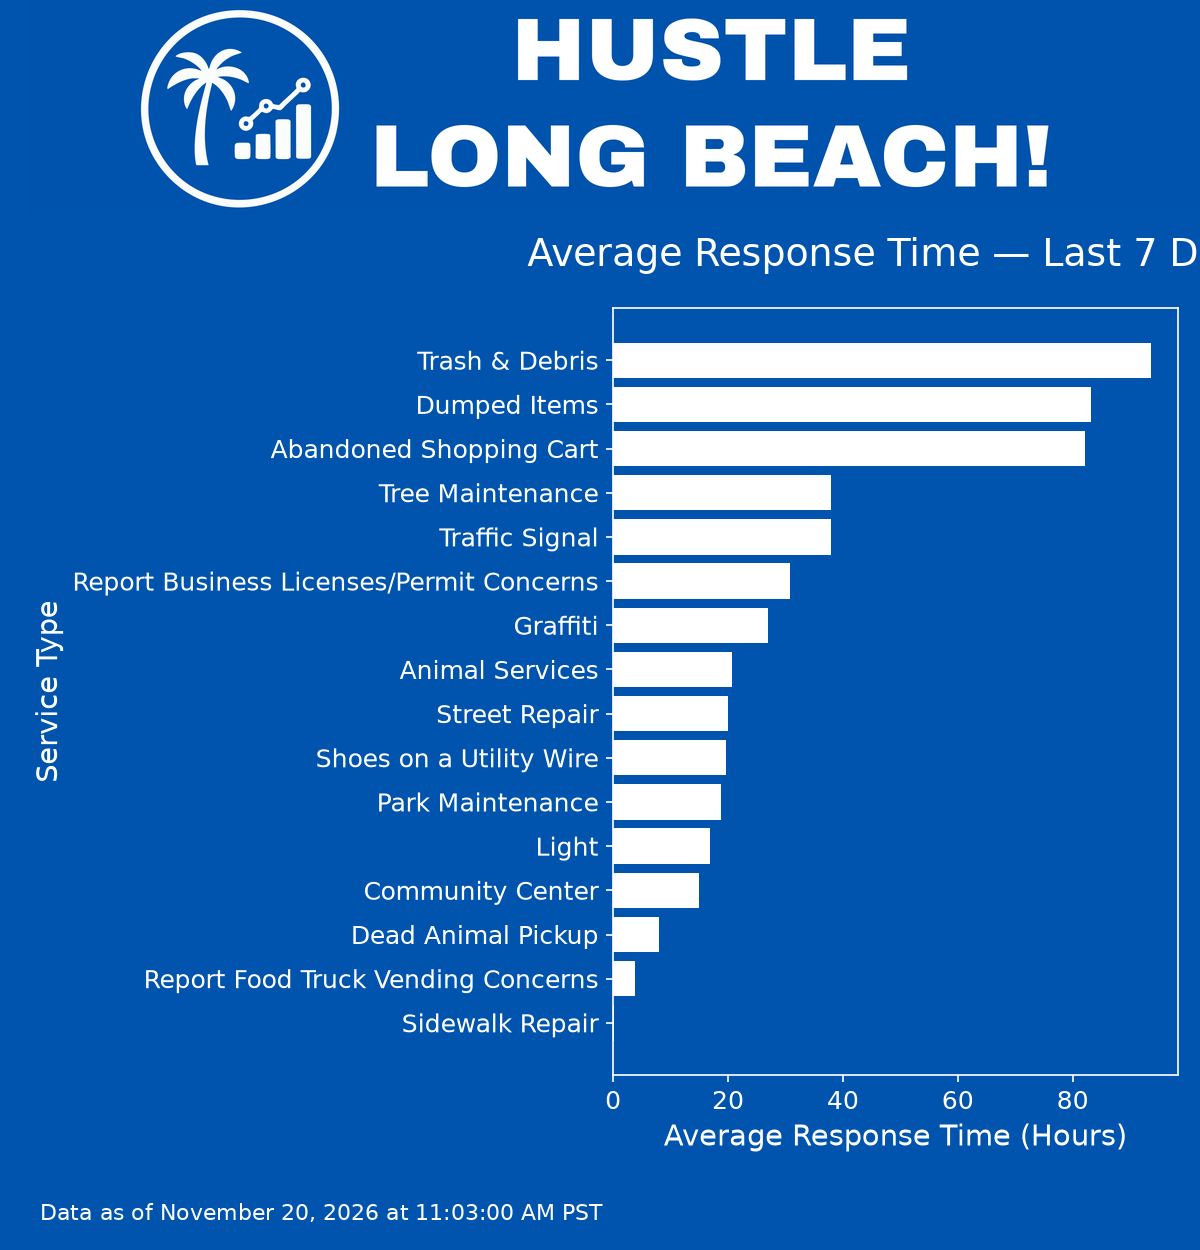 HUSTLE
LONG BEACH!
Average Response Time — Last 7 D
Trash & Debris
Dumped Items
Abandoned Shopping Cart
Tree Maintenance
Traffic Signal
Report Business Licenses/Permit Concerns
Graffiti
Animal Services
Street Repair
Shoes on a Utility Wire
Park Maintenance
Light
Community Center
Dead Animal Pickup
Report Food Truck Vending Concerns
Sidewalk Repair
Service Type
0 20 40 60 80
Average Response Time (Hours)
Data as of November 20, 2026 at 11:03:00 AM PST